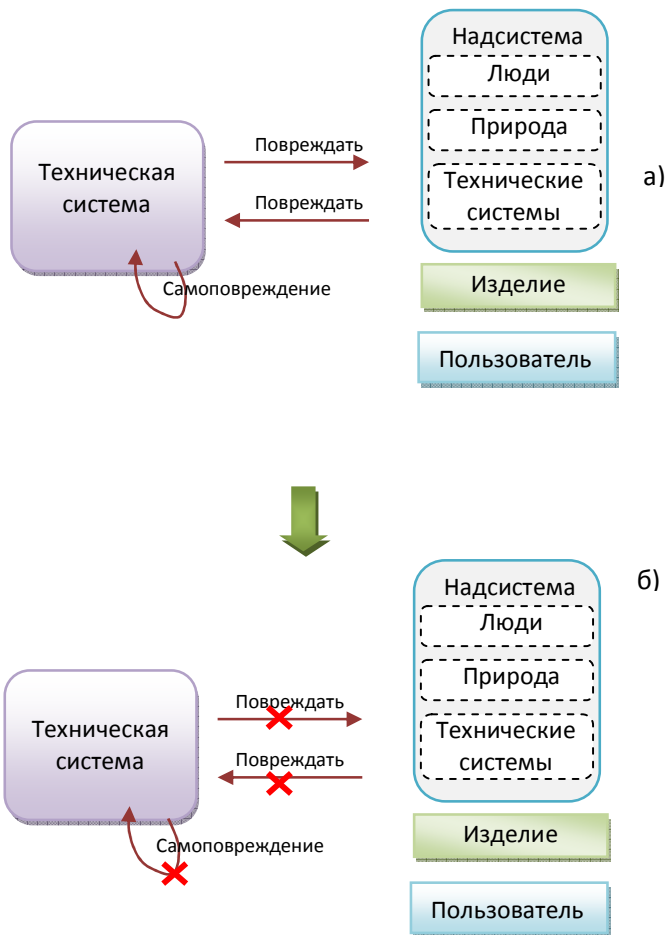 Надсистема
Люди
Природа
Технические
системы
Техническая
система
Повреждать
Повреждать
Самоповреждение
а)
Изделие
Пользователь
б)
Надсистема
Люди
Природа
Технические
системы
Техническая
система
Повреждать
Повреждать
Самоповреждение
Изделие
Пользователь